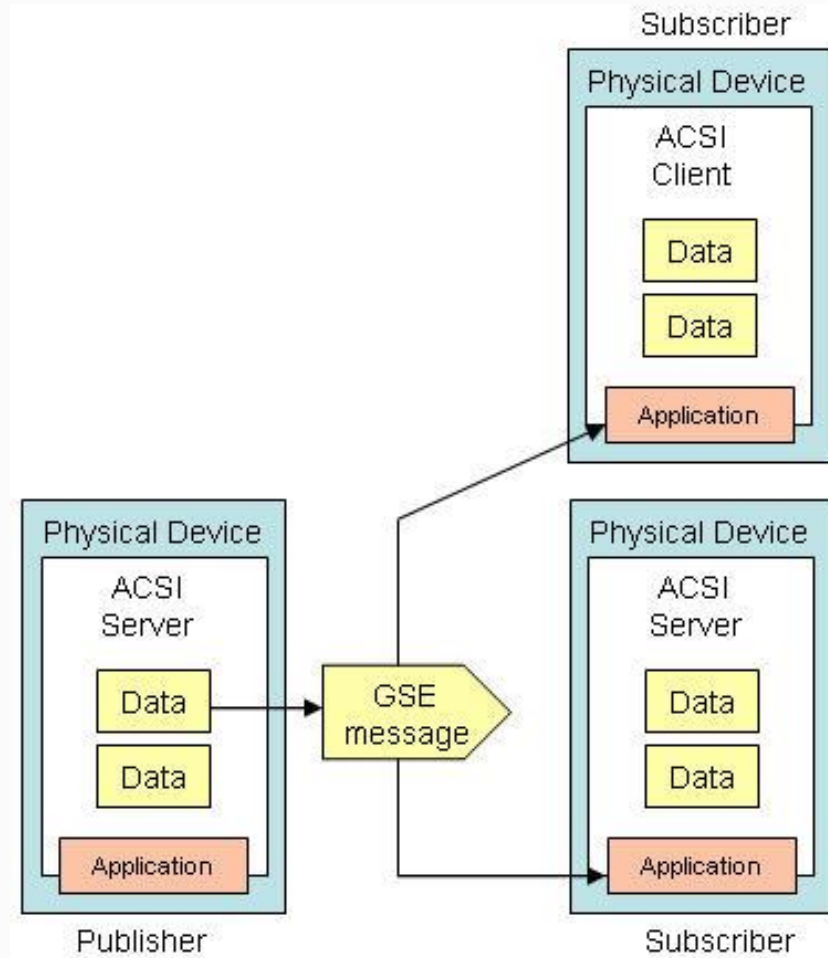 Subscriber
Physical Device
ACSI
Client
Data
Data
Application
Physical Device
ACSI
Server
Data
Data
Application
Publisher
GSE
message
Physical Device
ACSI
Server
Data
Data
Application
Subscriber